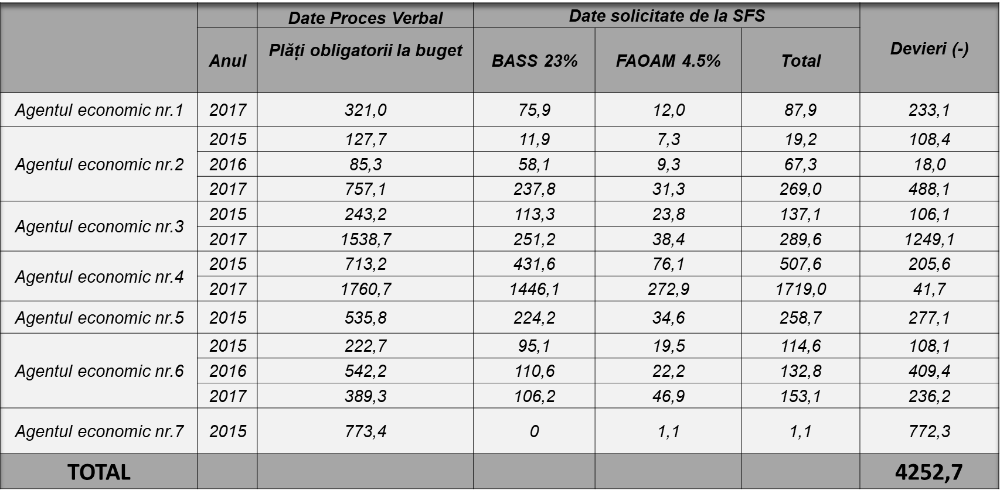 Date Proces Verbal Date solicitate de la SFS Devieri (-)
Anul Plăți obligatorii la buget BASS 23% FAOAM 4.5% Total
Agentul economic nr.1 2017 321,0 75,9 12,0 87,9 233,1
Agentul economic nr.2 2015 127,7 11,9 7,3 19,2 108,4
2016 85,3 58,1 9,3 67,3 18,0
2017 757,1 237,8 31,3 269,0 488,1
Agentul economic nr.3 2015 243,2 113,3 23,8 137,1 106,1
2017 1538,7 251,2 38,4 289,6 1249,1
Agentul economic nr.4 2015 713,2 431,6 76,1 507,6 205,6
2017 1760,7 1446,1 272,9 1719,0 41,7
Agentul economic nr.5 2015 535,8 224,2 34,6 258,7 277,1
Agentul economic nr.6 2015 222,7 95,1 19,5 114,6 108,1
2016 542,2 110,6 22,2 132,8 409,4
2017 389,3 106,2 46,9 153,1 236,2
Agentul economic nr.7 2015 773,4 0 1,1 1,1 772,3
TOTAL 4252,7